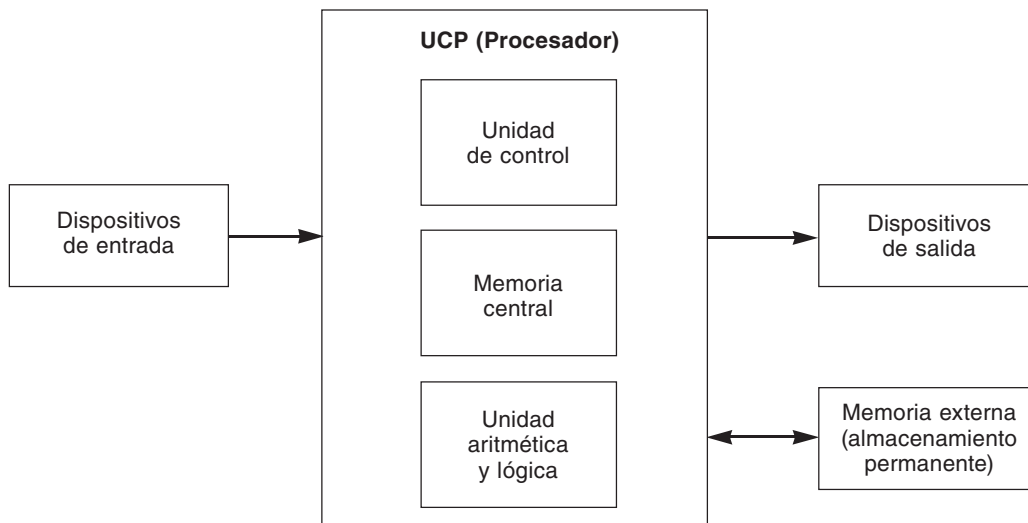 UCP (Procesador)
Unidad
de control
Dispositivos
de entrada
Memoria
central
Unidad
aritmética
y lógica
Dispositivos
de salida
Memoria externa
(almacenamiento
permanente)